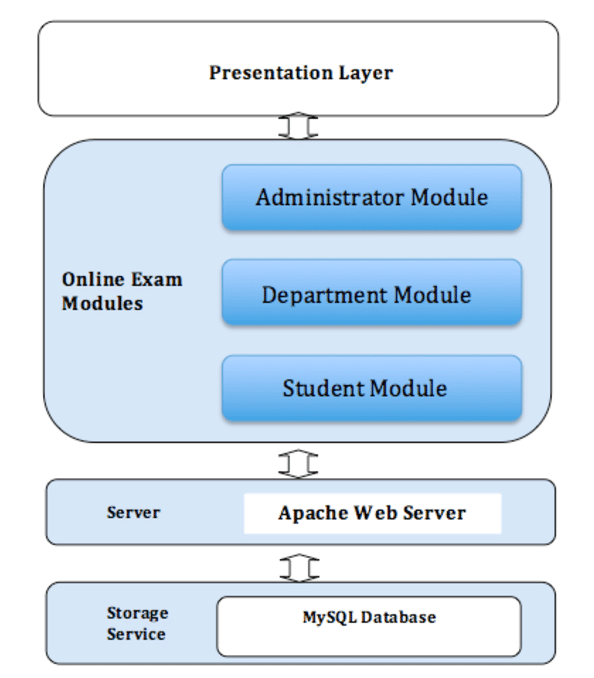 Presentation Layer
Administrator Module
Online Exam
Modules
Department Module
Student Module
Server
Apache Web Server
Storage
Service
MySQL Database